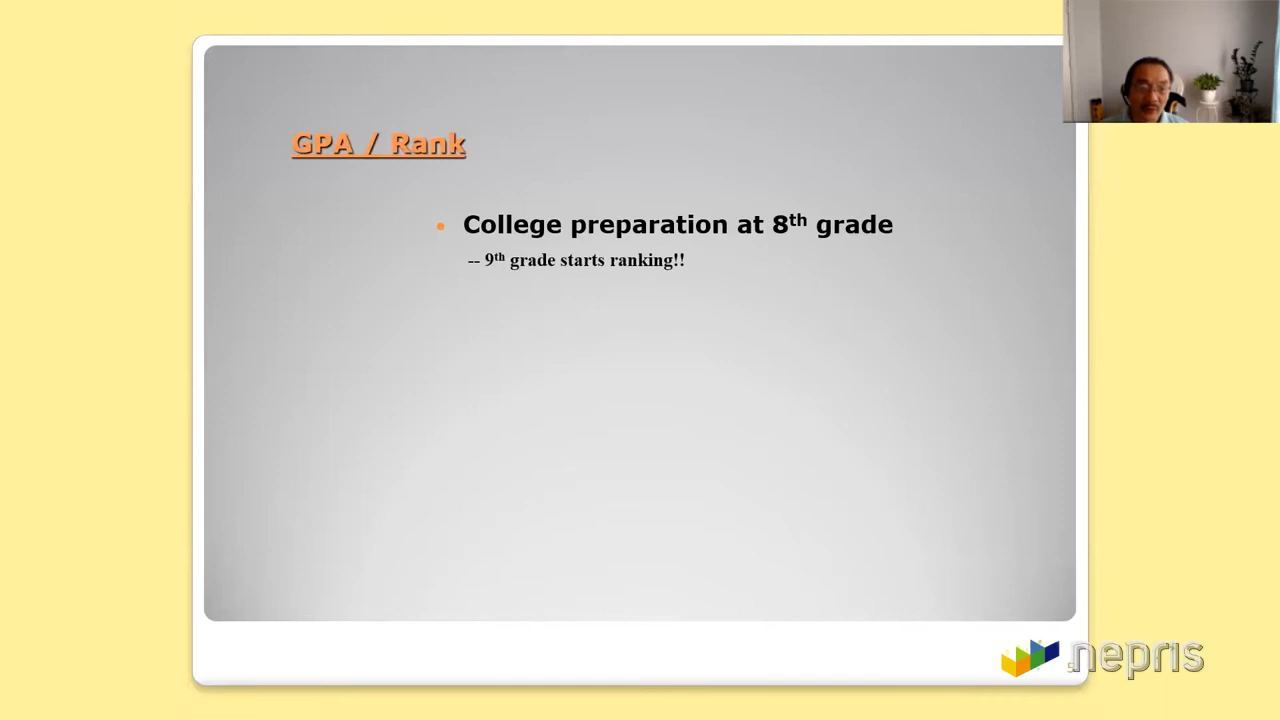 GPA / Rank
• College preparation at 8th grade
-- 9th grade starts ranking!!
nepris